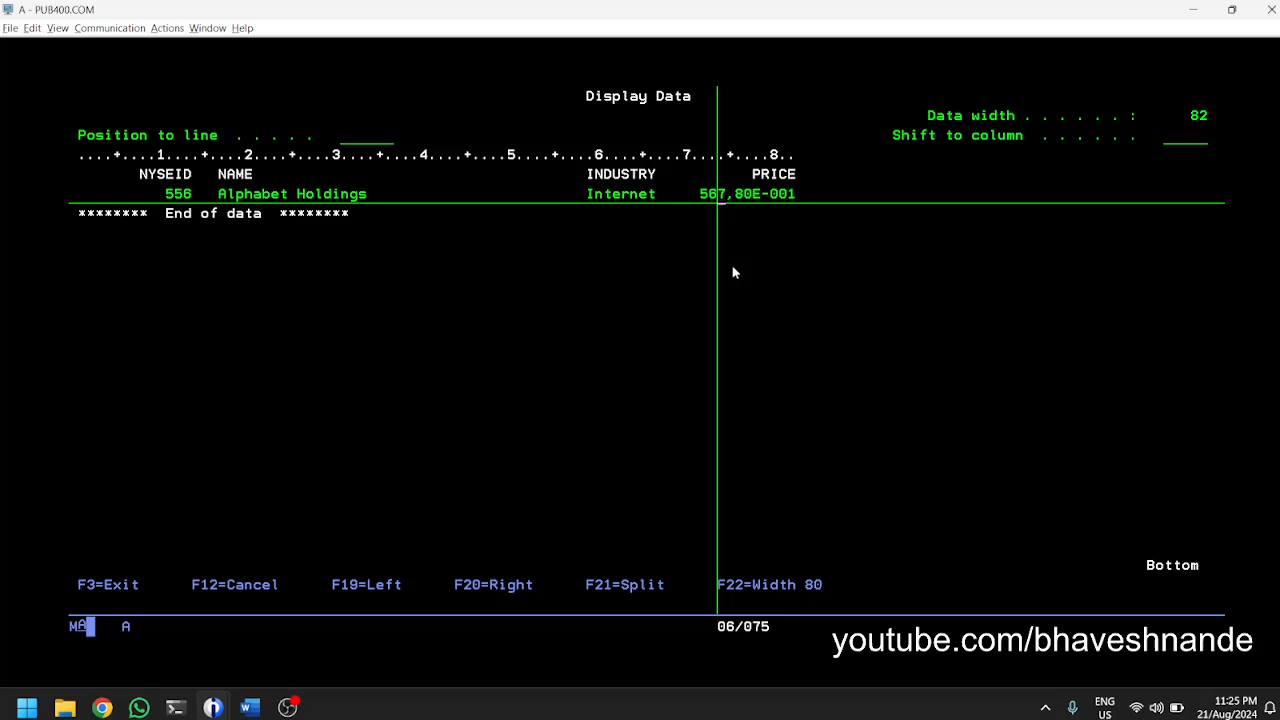 A - PUB400.COM
File Edit View Communication Actions Window Help
Display Data
Data width . . . . . . : 82
Position to line . . . . . Shift to column . . . . . .
....+....1....+....2....+....3....+....4....+....5....+....6....+....7....+....8..
NYSEID NAME INDUSTRY PRICE
556 Alphabet Holdings Internet 567,80E-001
******** End of data ********
Bottom
F3=Exit F12=Cancel F19=Left F20=Right F21=Split F22=Width 80
MA A 06/075
youtube.com/bhaveshnande
ENG
US
11:25 PM
21/Aug/2024